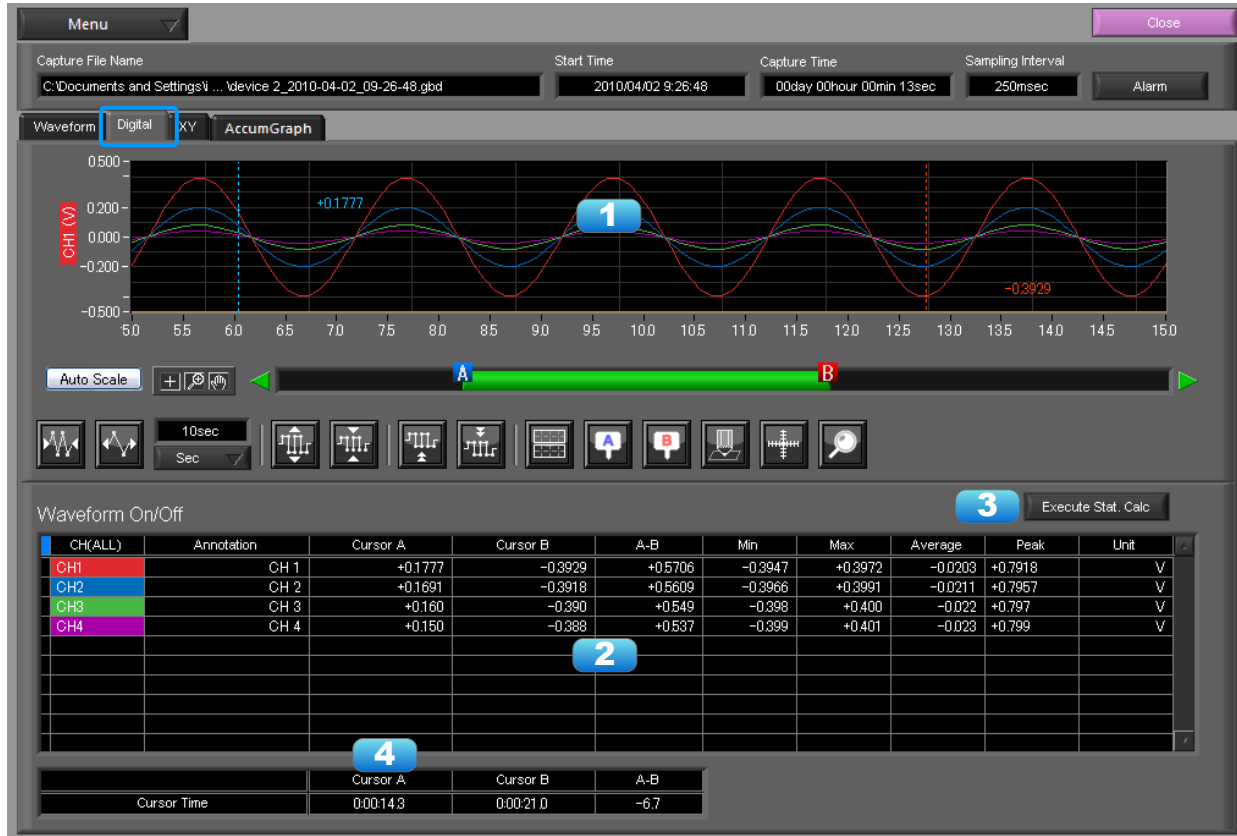 Menu
Close
Capture File Name
Start Time
Capture Time
Sampling Interval
C:\Documents and Settings\i ... \device 2_2010-04-02_09-26-48.gbd
2010/04/02 9:26:48
00day 00hour 00min 13sec
250msec
Alarm
Waveform
Digital
XY
AccumGraph
CH1 (V)
0.500
0.200
0.000
-0.200
-0.500
+0.1777
1
-0.3929
5.0 5.5 6.0 6.5 7.0 7.5 8.0 8.5 9.0 9.5 10.0 10.5 11.0 11.5 12.0 12.5 13.0 13.5 14.0 14.5 15.0
Auto Scale
A
B
10sec
Sec
A
B
3
Execute Stat. Calc
Waveform On/Off
CH(ALL) Annotation Cursor A Cursor B A-B Min Max Average Peak Unit
CH1 CH 1 +0.1777 -0.3929 +0.5706 -0.3947 +0.3972 -0.0203 +0.7918 V
CH2 CH 2 +0.1691 -0.3918 +0.5609 -0.3966 +0.3991 -0.0211 +0.7957 V
CH3 CH 3 +0.160 -0.390 +0.549 -0.398 +0.400 -0.022 +0.797 V
CH4 CH 4 +0.150 -0.388 +0.537 -0.399 +0.401 -0.023 +0.799 V
2
4
Cursor A Cursor B A-B
Cursor Time 0:00:14.3 0:00:21.0 -6.7